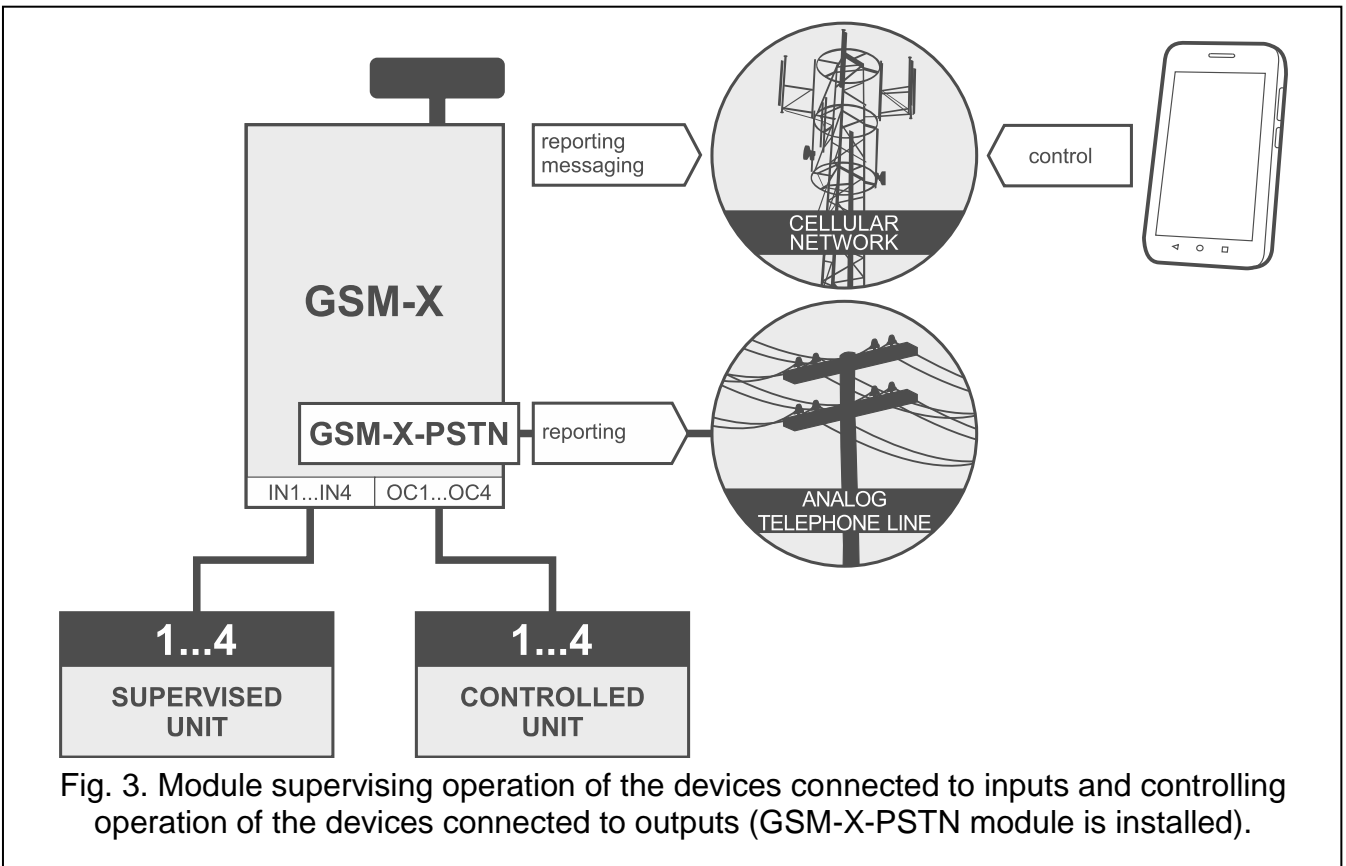 reporting
messaging
control
CELLULAR
NETWORK
GSM-X
GSM-X-PSTN
reporting
IN1...IN4
OC1...OC4
ANALOG
TELEPHONE LINE
1...4
SUPERVISED
UNIT
1...4
CONTROLLED
UNIT
Fig. 3. Module supervising operation of the devices connected to inputs and controlling
operation of the devices connected to outputs (GSM-X-PSTN module is installed).